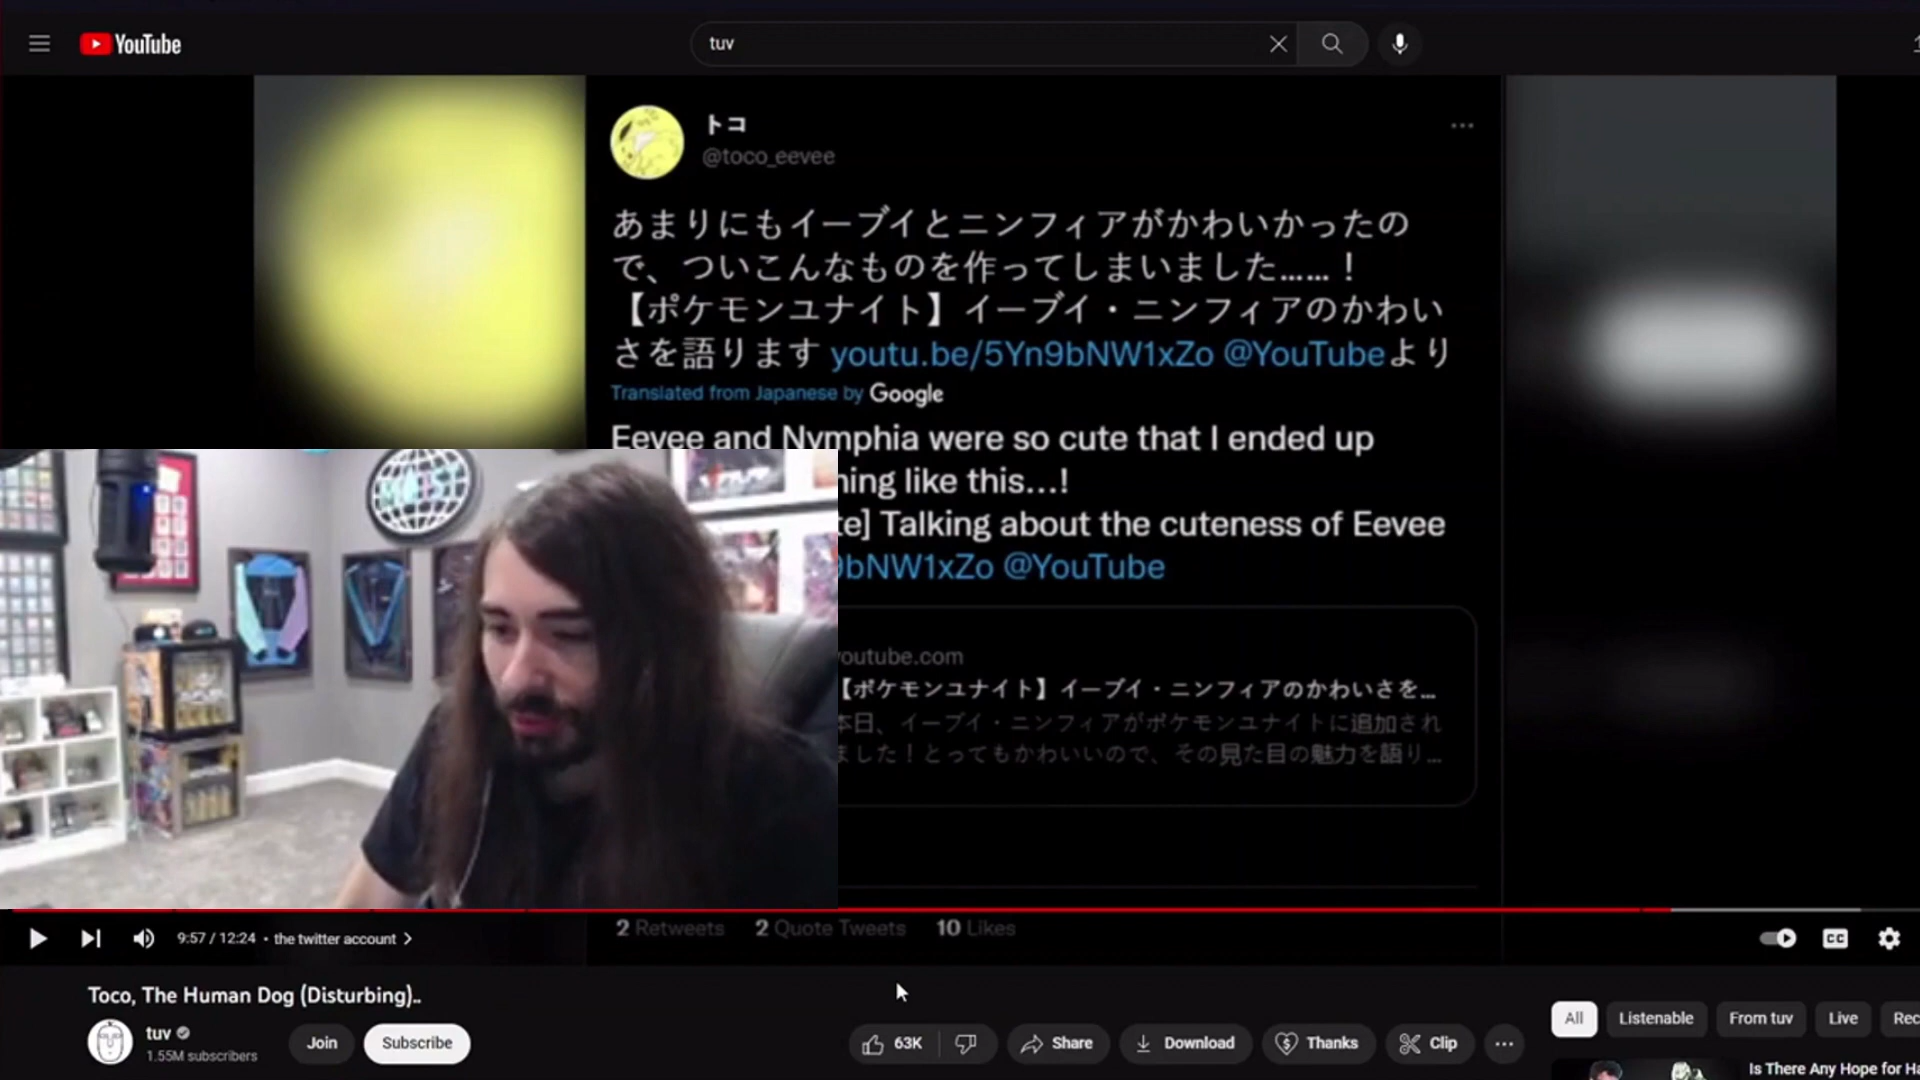 YouTube
tuv
トコ
@toco_eevee
あまりにもイーブイとニンフィアがかわいかったの
で、ついこんなものを作ってしまいました……！
【ポケモンユナイト】イーブイ・ニンフィアのかわい
さを語ります youtu.be/5Yn9bNW1xZo @YouTubeより
Translated from Japanese by Google
Eevee and Nymphia were so cute that I ended up
hing like this...!
te] Talking about the cuteness of Eevee
9bNW1xZo @YouTube
MOIST
outube.com
【ポケモンユナイト】イーブイ・ニンフィアのかわいさを...
本日、イーブイ・ニンフィアがポケモンユナイトに追加され
ました！とってもかわいいので、その見た目の魅力を語り...
2 Retweets 2 Quote Tweets 10 Likes
9:57 / 12:24 • the twitter account
CC
Toco, The Human Dog (Disturbing)..
tuv
1.55M subscribers
Join
Subscribe
63K
Share
Download
Thanks
Clip
All
Listenable
From tuv
Live
Rec
Is There Any Hope for Ha